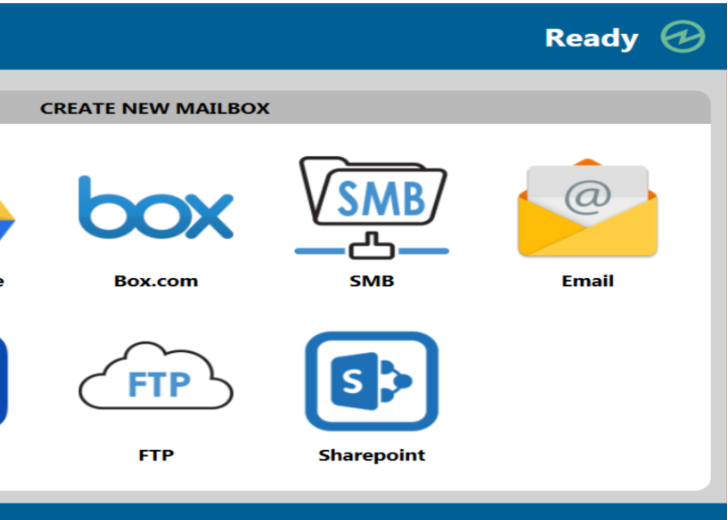 Ready
CREATE NEW MAILBOX
box
SMB
@
e
Box.com
SMB
Email
FTP
S
FTP
Sharepoint